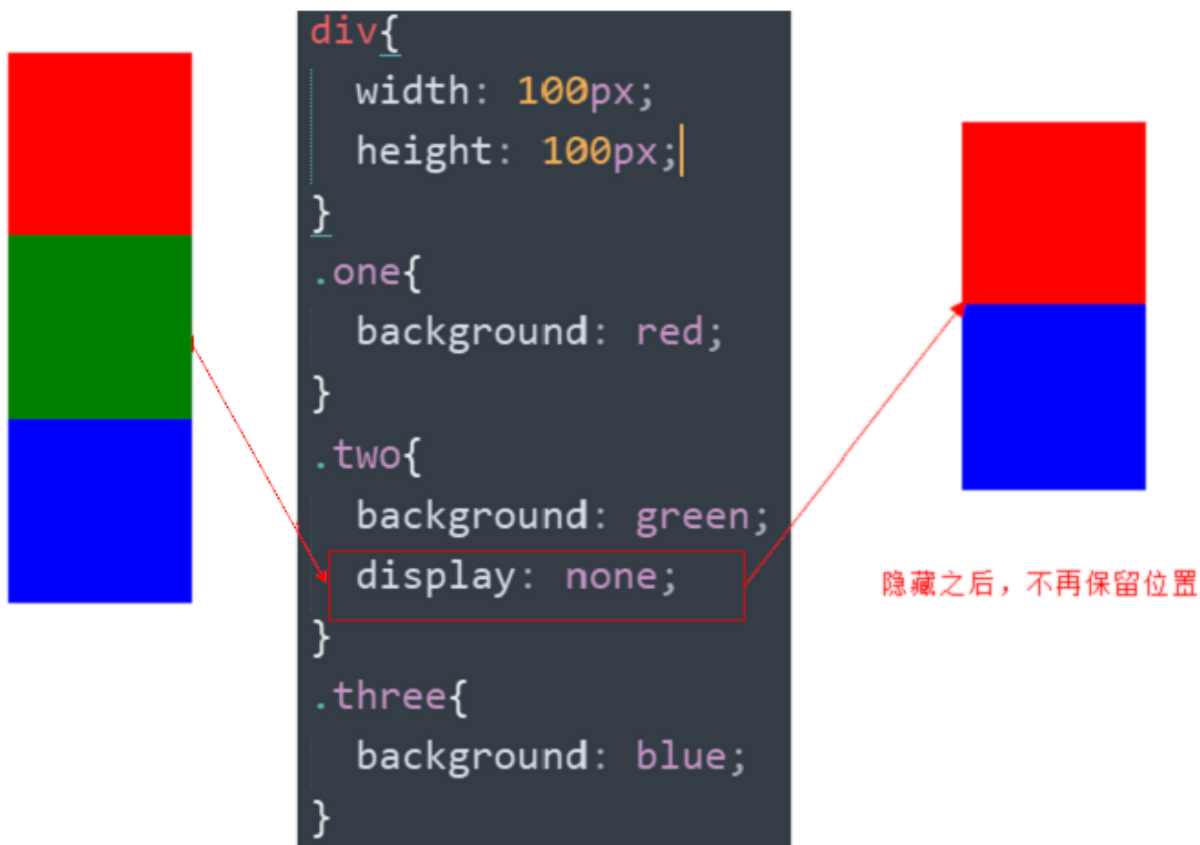 div{
width: 100px;
height: 100px;
}
.one{
background: red;
}
.two{
background: green;
display: none;
}
.three{
background: blue;
}
隐藏之后，不再保留位置